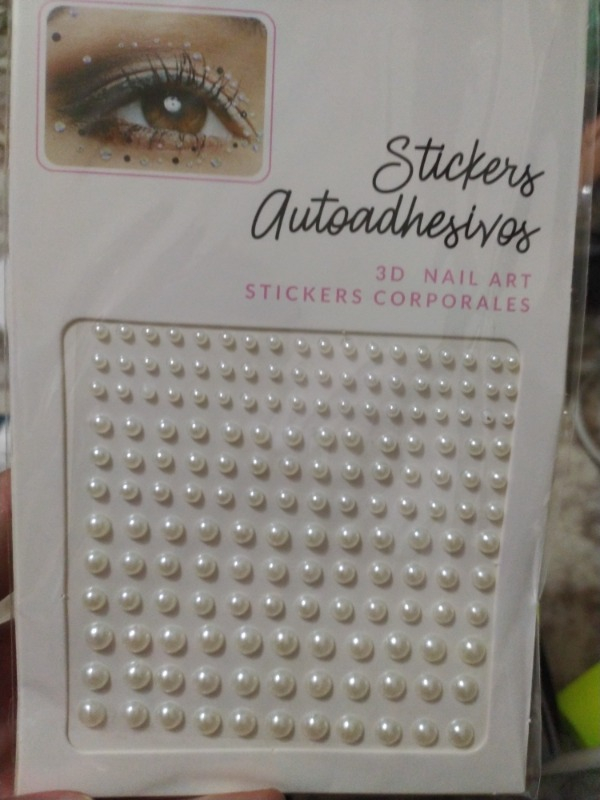 Stickers
Autoadhesivos
3D NAIL ART
STICKERS CORPORALES